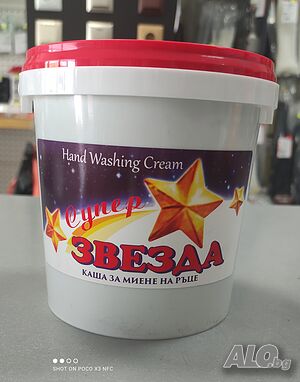 Hand Washing Cream
Супер
ЗВЕЗДА
КАША ЗА МИЕНЕ НА РЪЦЕ
SHOT ON POCO X3 NFC
ALO.bg